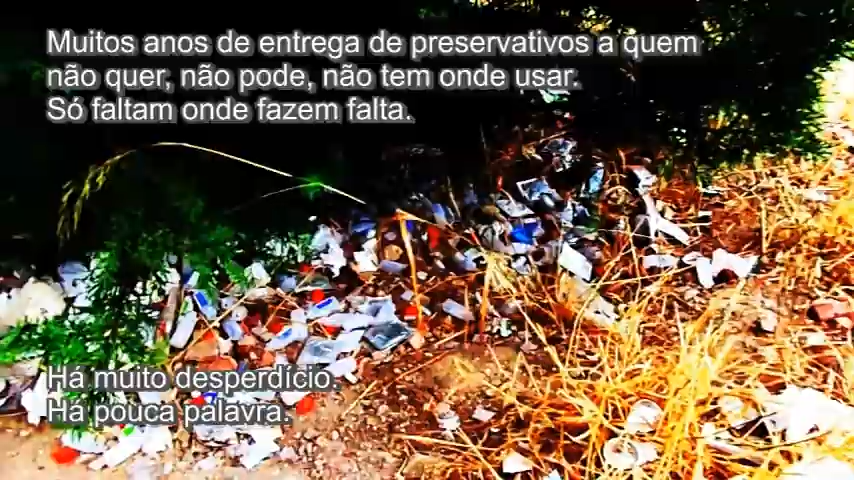 Muitos anos de entrega de preservativos a quem
não quer, não pode, não tem onde usar.
Só faltam onde fazem falta.
Há muito desperdício.
Há pouca palavra.